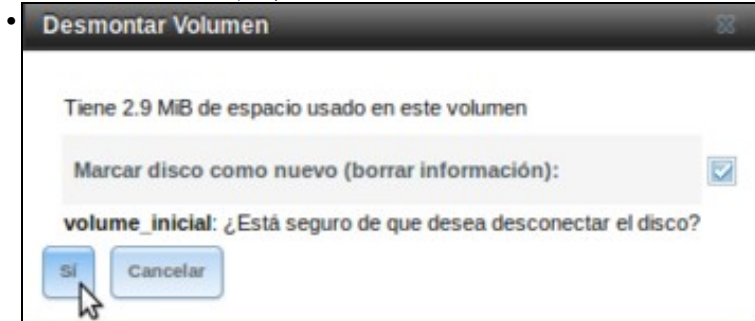 Desmontar Volumen
Tiene 2.9 MiB de espacio usado en este volumen
Marcar disco como nuevo (borrar información):
volume_inicial: ¿Está seguro de que desea desconectar el disco?
Sí Cancelar